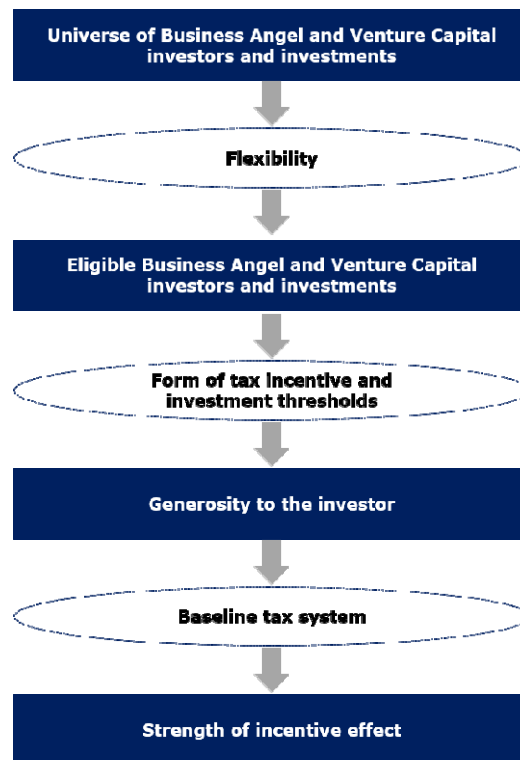 Universe of Business Angel and Venture Capital
investors and investments
Flexibility
Eligible Business Angel and Venture Capital
investors and investments
Form of tax incentive and
investment thresholds
Generosity to the investor
Baseline tax system
Strength of incentive effect